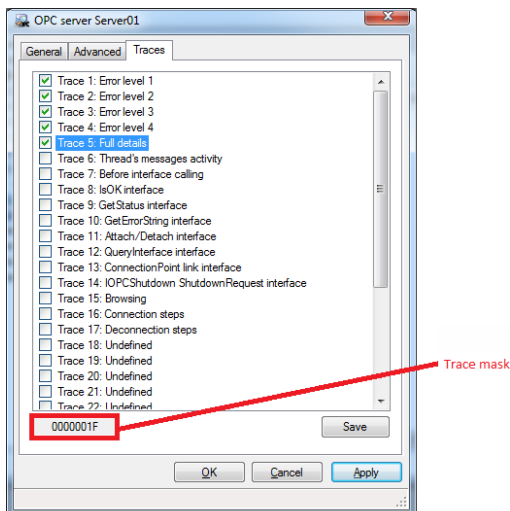 OPC server Server01
General Advanced Traces
Trace 1: Error level 1
Trace 2: Error level 2
Trace 3: Error level 3
Trace 4: Error level 4
Trace 5: Full details
Trace 6: Thread's messages activity
Trace 7: Before interface calling
Trace 8: IsOK interface
Trace 9: GetStatus interface
Trace 10: GetErrorString interface
Trace 11: Attach/Detach interface
Trace 12: QueryInterface interface
Trace 13: ConnectionPoint link interface
Trace 14: IOPCShutdown ShutdownRequest interface
Trace 15: Browsing
Trace 16: Connection steps
Trace 17: Deconnection steps
Trace 18: Undefined
Trace 19: Undefined
Trace 20: Undefined
Trace 21: Undefined
Trace 22: Undefined
Trace mask
0000001F Save
OK Cancel Apply